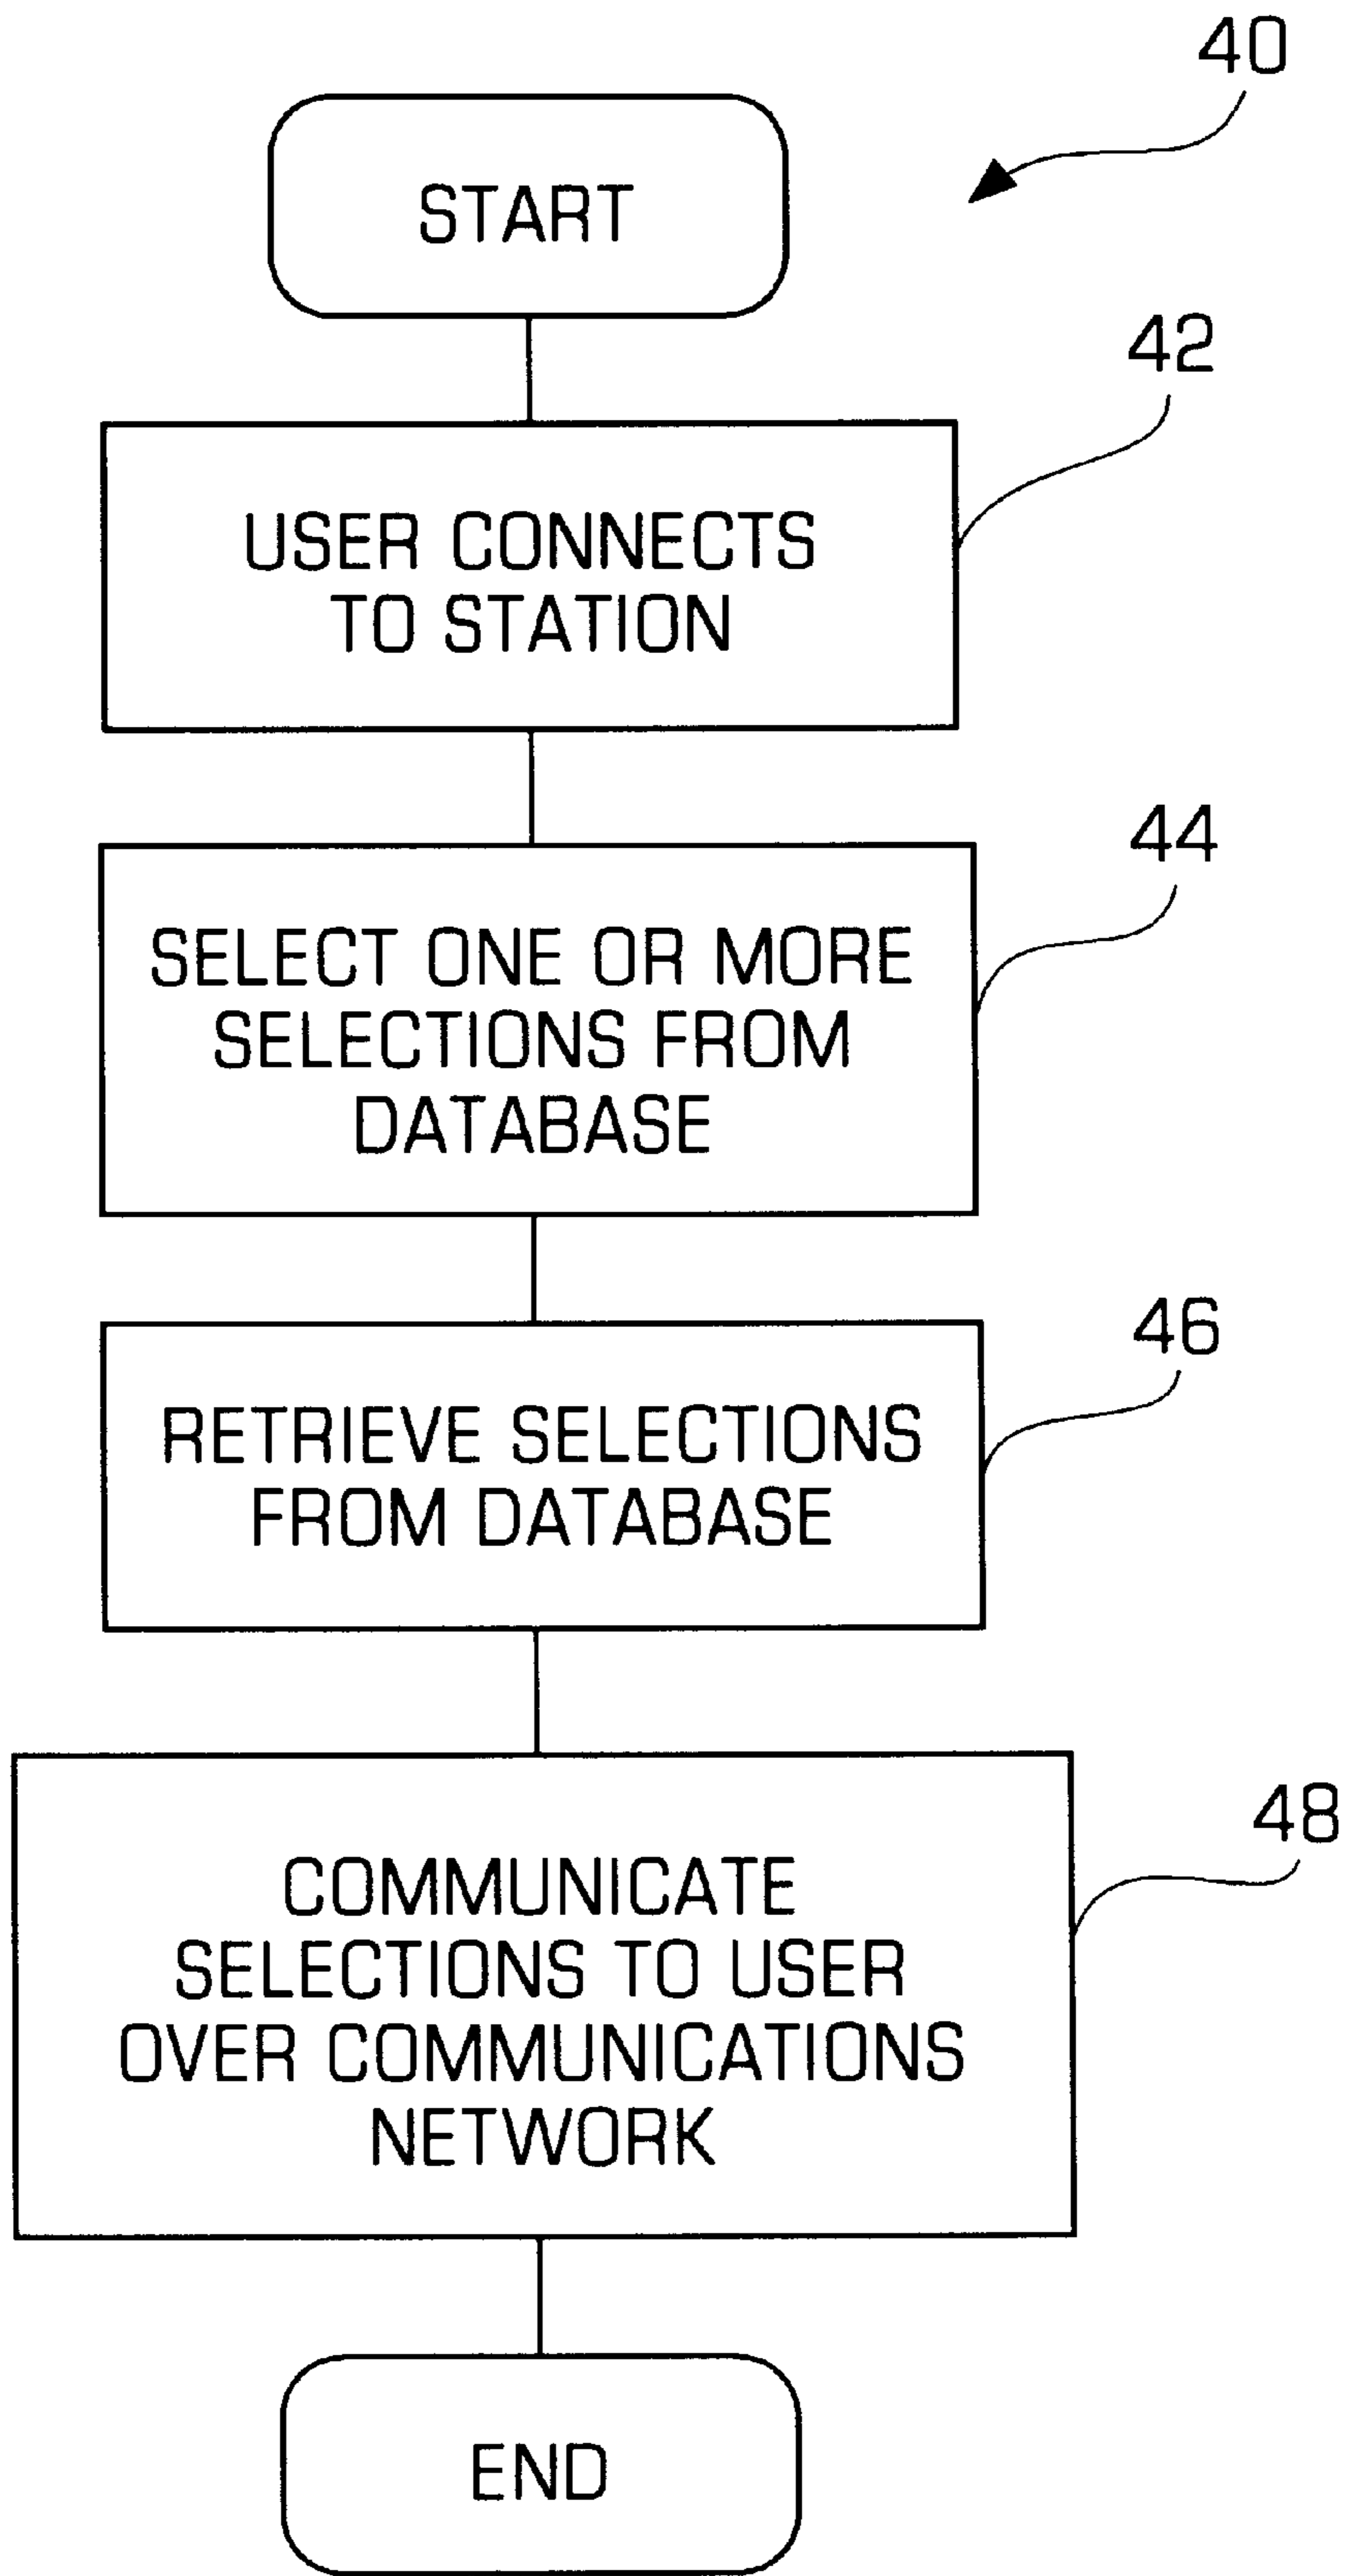 40
START
42
USER CONNECTS
TO STATION
44
SELECT ONE OR MORE
SELECTIONS FROM
DATABASE
46
RETRIEVE SELECTIONS
FROM DATABASE
48
COMMUNICATE
SELECTIONS TO USER
OVER COMMUNICATIONS
NETWORK
END